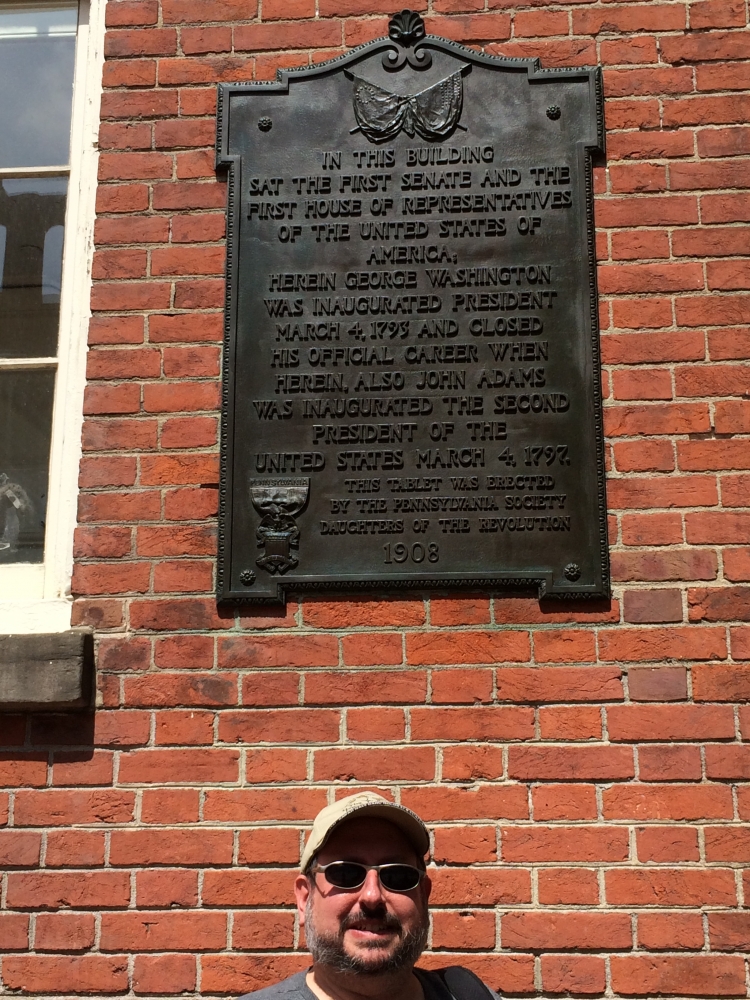 IN THIS BUILDING
SAT THE FIRST SENATE AND THE
FIRST HOUSE OF REPRESENTATIVES
OF THE UNITED STATES OF
AMERICA;
HEREIN GEORGE WASHINGTON
WAS INAUGURATED PRESIDENT
MARCH 4, 1793 AND CLOSED
HIS OFFICIAL CAREER WHEN
HEREIN, ALSO JOHN ADAMS
WAS INAUGURATED THE SECOND
PRESIDENT OF THE
UNITED STATES MARCH 4, 1797.
THIS TABLET WAS ERECTED
BY THE PENNSYLVANIA SOCIETY
DAUGHTERS OF THE REVOLUTION
1908